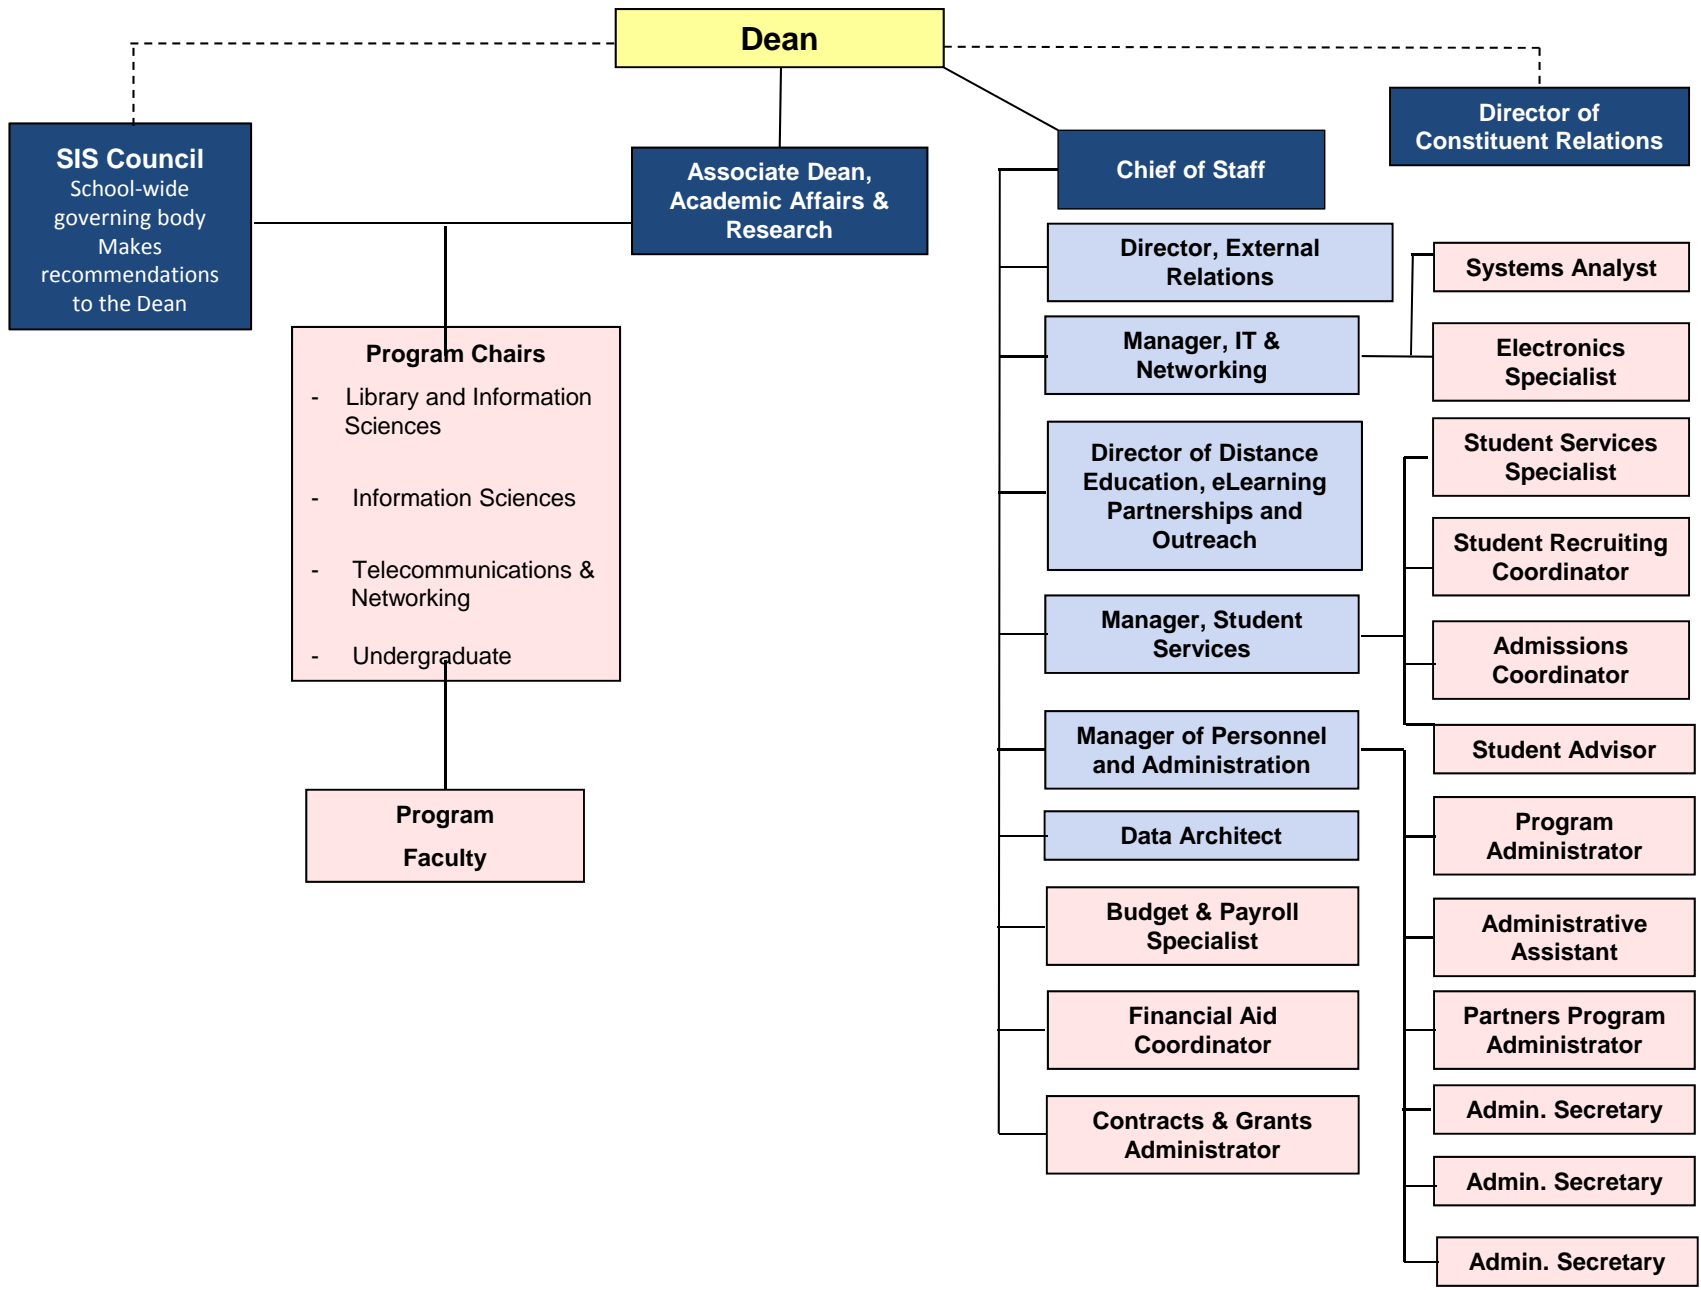 Dean
SIS Council
School-wide
governing body
Makes
recommendations
to the Dean
Associate Dean,
Academic Affairs &
Research
Chief of Staff
Director of
Constituent Relations
Program Chairs
- Library and Information
Sciences
- Information Sciences
- Telecommunications &
Networking
- Undergraduate
Program
Faculty
Director, External
Relations
Manager, IT &
Networking
Director of Distance
Education, eLearning
Partnerships and
Outreach
Manager, Student
Services
Manager of Personnel
and Administration
Data Architect
Budget & Payroll
Specialist
Financial Aid
Coordinator
Contracts & Grants
Administrator
Systems Analyst
Electronics
Specialist
Student Services
Specialist
Student Recruiting
Coordinator
Admissions
Coordinator
Student Advisor
Program
Administrator
Administrative
Assistant
Partners Program
Administrator
Admin. Secretary
Admin. Secretary
Admin. Secretary